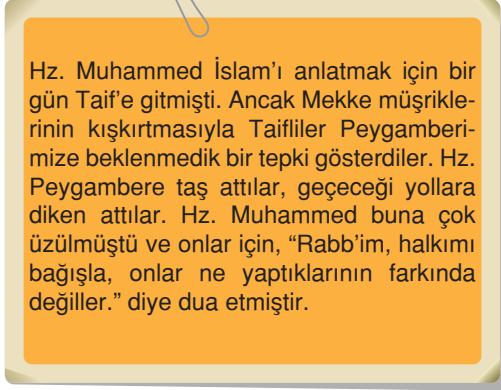 Hz. Muhammed İslam’ı anlatmak için bir
gün Taif’e gitmişti. Ancak Mekke müşrikle-
rinin kışkırtmasıyla Taifliler Peygamberi-
mize beklenmedik bir tepki gösterdiler. Hz.
Peygambere taş attılar, geçeceği yollara
diken attılar. Hz. Muhammed buna çok
üzülmüştü ve onlar için, “Rabb’im, halkımı
bağışla, onlar ne yaptıklarının farkında
değiller.” diye dua etmiştir.